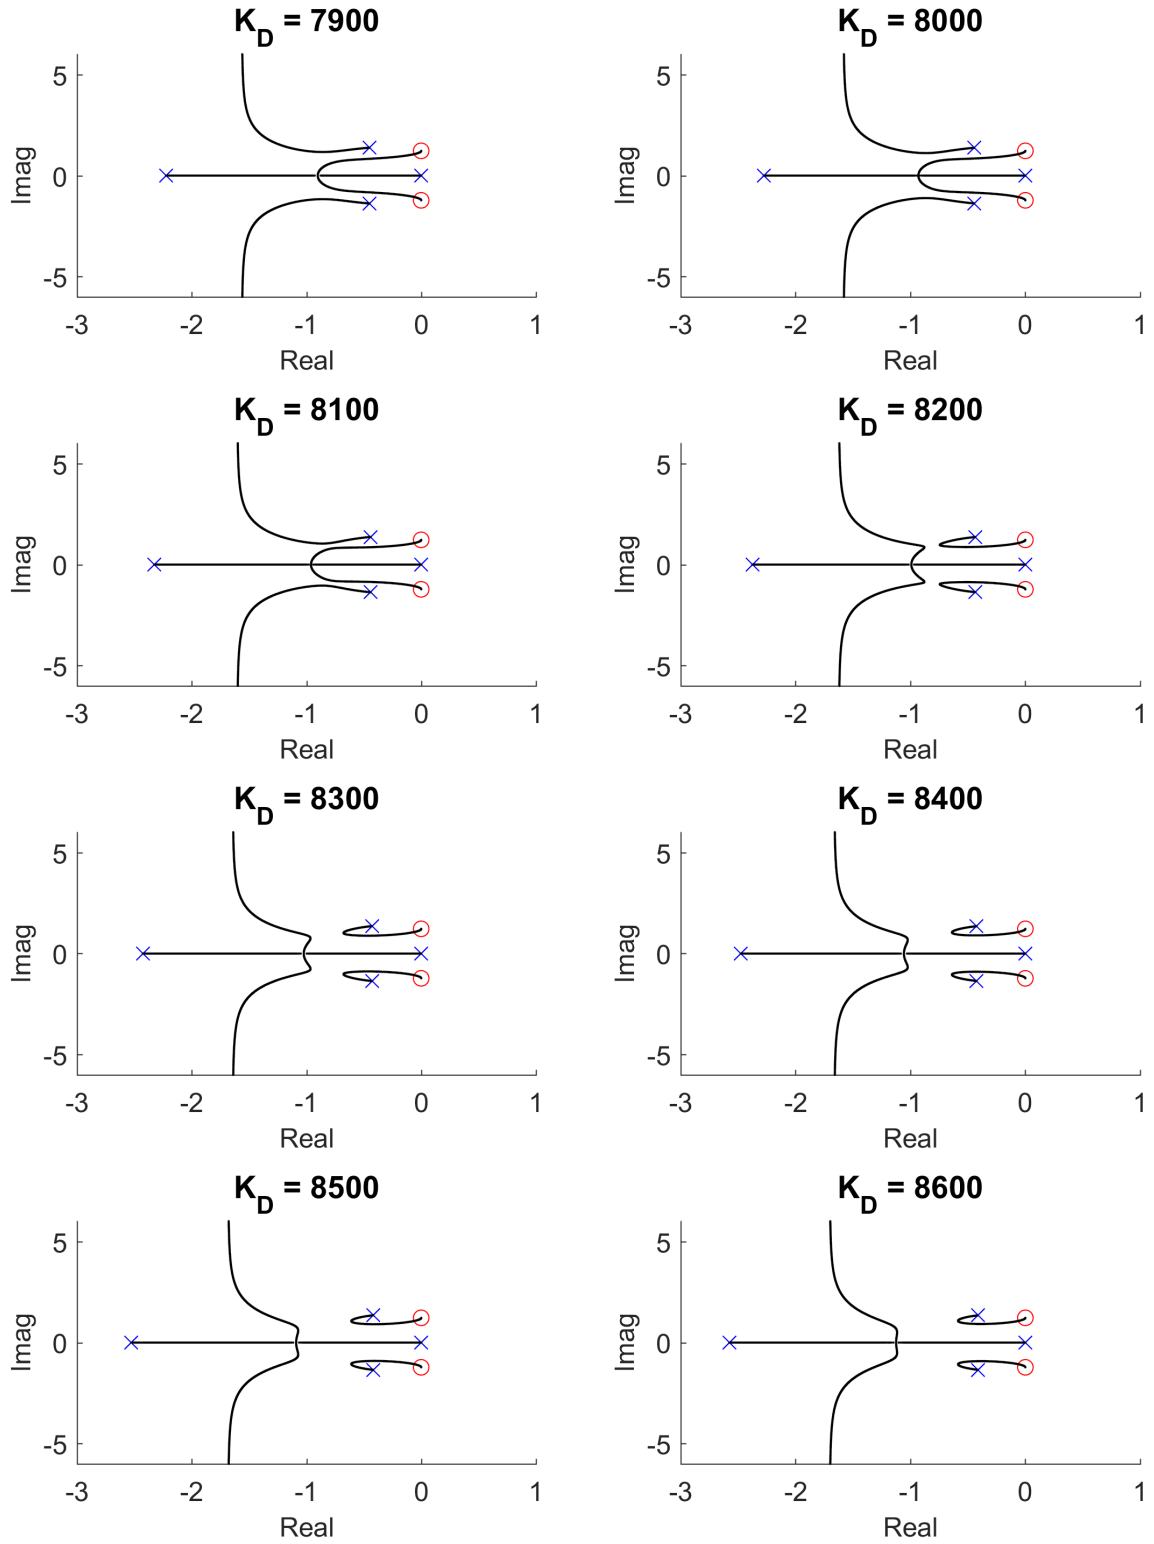 K_D = 7900
5
0
-5
Imag
-3 -2 -1 0 1
Real
K_D = 8000
5
0
-5
Imag
-3 -2 -1 0 1
Real
K_D = 8100
5
0
-5
Imag
-3 -2 -1 0 1
Real
K_D = 8200
5
0
-5
Imag
-3 -2 -1 0 1
Real
K_D = 8300
5
0
-5
Imag
-3 -2 -1 0 1
Real
K_D = 8400
5
0
-5
Imag
-3 -2 -1 0 1
Real
K_D = 8500
5
0
-5
Imag
-3 -2 -1 0 1
Real
K_D = 8600
5
0
-5
Imag
-3 -2 -1 0 1
Real